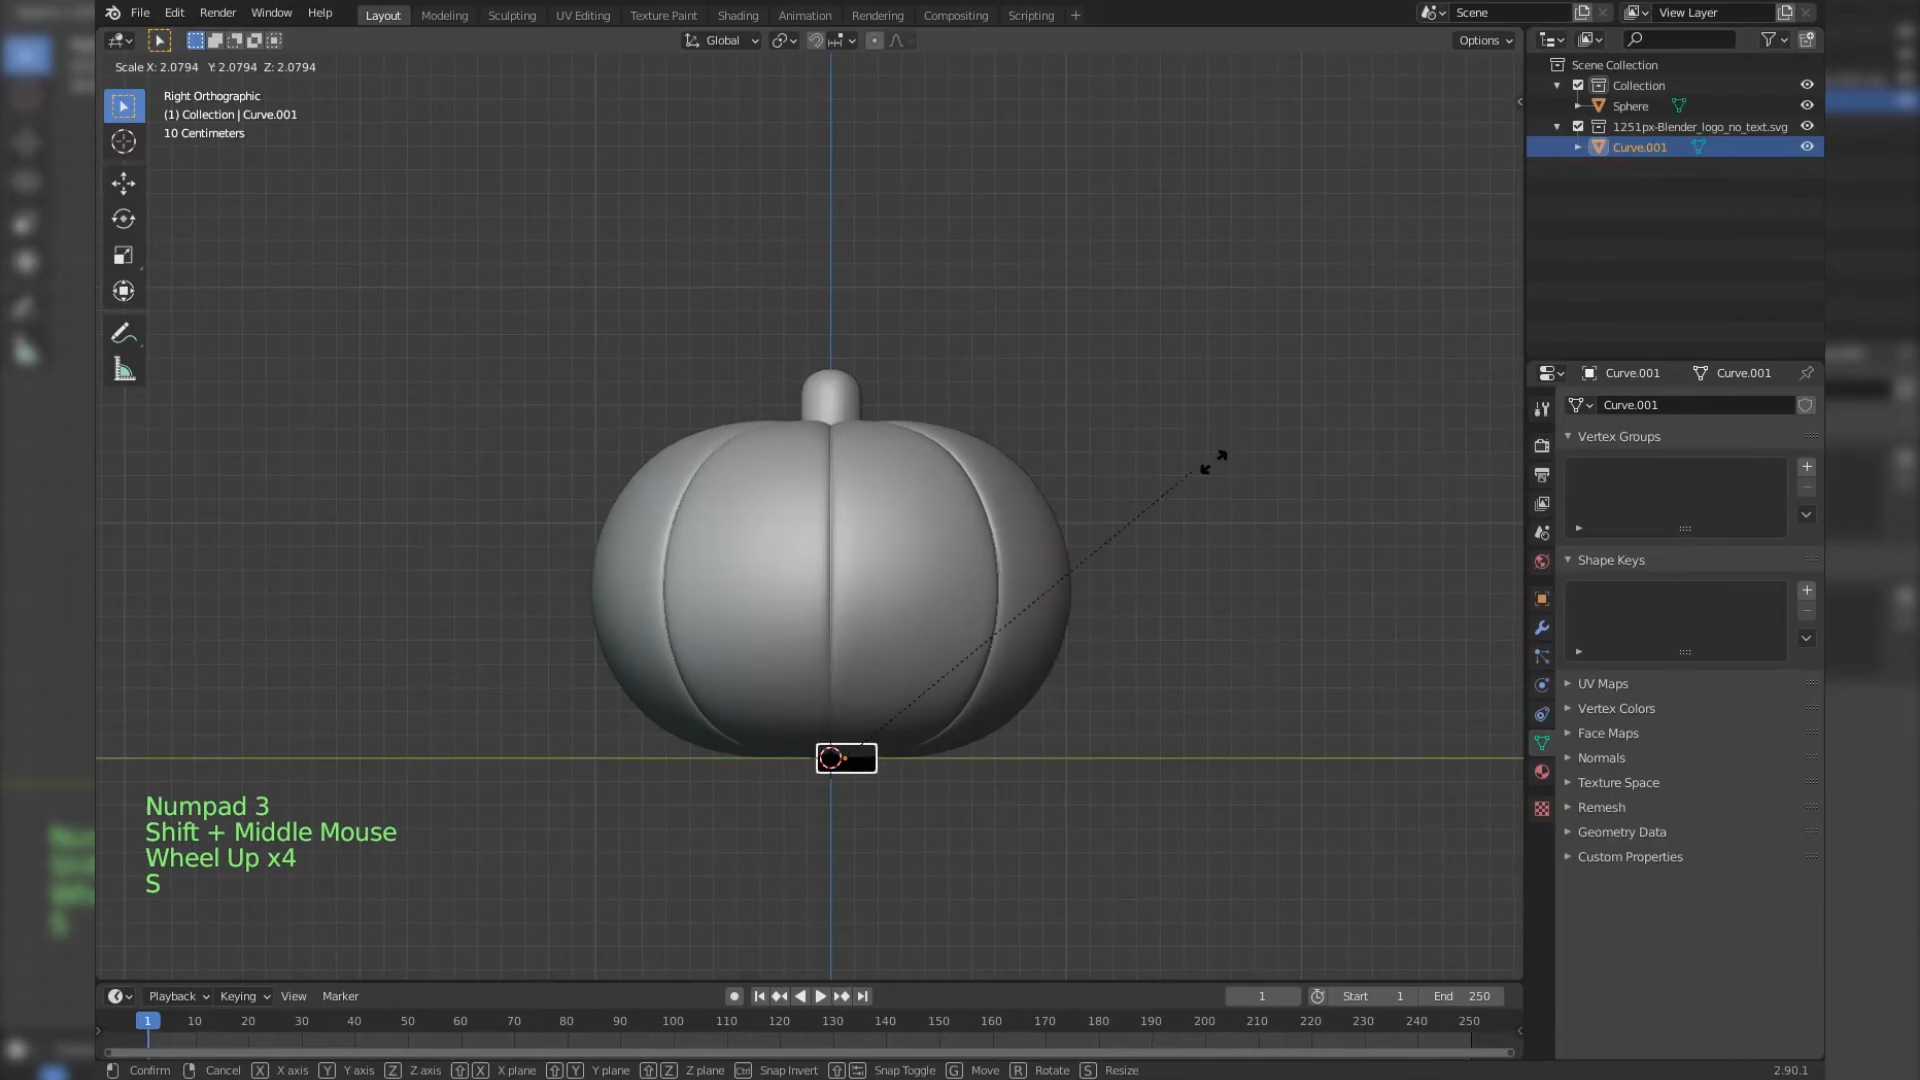 File Edit Render Window Help Layout Modeling Sculpting UV Editing Texture Paint Shading Animation Rendering Compositing Scripting Scene View Layer
Global Options
Scale X: 2.0794 Y: 2.0794 Z: 2.0794
Right Orthographic
(1) Collection | Curve.001
10 Centimeters
Scene Collection
Collection
Sphere
1251px-Blender_logo_no_text.svg
Curve.001
Curve.001 Curve.001
Curve.001
Vertex Groups
Shape Keys
UV Maps
Vertex Colors
Face Maps
Normals
Texture Space
Remesh
Geometry Data
Custom Properties
Numpad 3
Shift + Middle Mouse
Wheel Up x4
S
Playback Keying View Marker 1 Start 1 End 250
1 10 20 30 40 50 60 70 80 90 100 110 120 130 140 150 160 170 180 190 200 210 220 230 240 250
Confirm Cancel X X axis Y Y axis Z Z axis X X plane Y Y plane Z Z plane Ctrl Snap Invert Snap Toggle G Move R Rotate S Resize 2.90.1